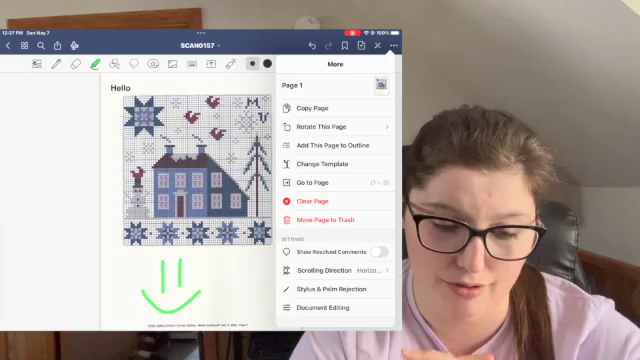 12:37 PM Sun May 7
100%
SCAN0157
Hello
M
V
More
Page 1
Copy Page
Rotate This Page
Add This Page to Outline
Change Template
Go to Page (1 – 3)
Clear Page
Move Page to Trash
SETTINGS
Show Resolved Comments
Scrolling Direction Horizo...
Stylus & Palm Rejection
Document Editing